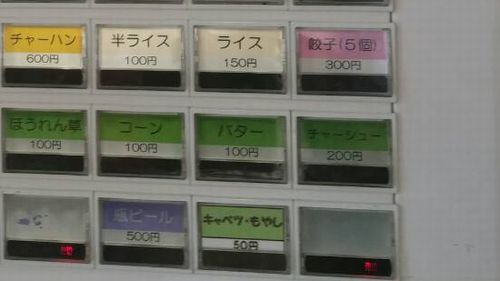 チャーハン
600円
半ライス
100円
ライス
150円
餃子(5個)
300円
ほうれん草
100円
コーン
100円
バター
100円
チャーシュー
200円
瓶ビール
500円
キャベツ・もやし
50円